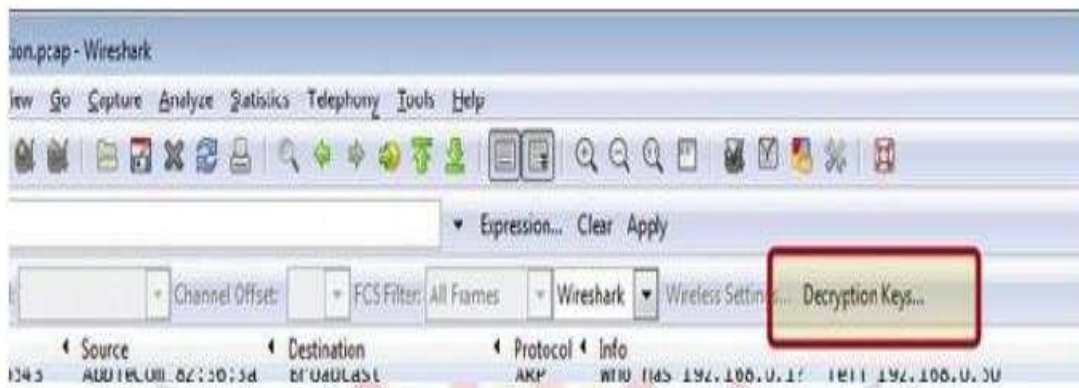 tion.pcap - Wireshark
iew Go Capture Analyze Statistics Telephony Tools Help
Expression... Clear Apply
Channel Offset: FCS Filter: All Frames Wireshark Wireless Settings... Decryption Keys...
Source Destination Protocol Info
ARP who has 192.168.0.1? Tell 192.168.0.50